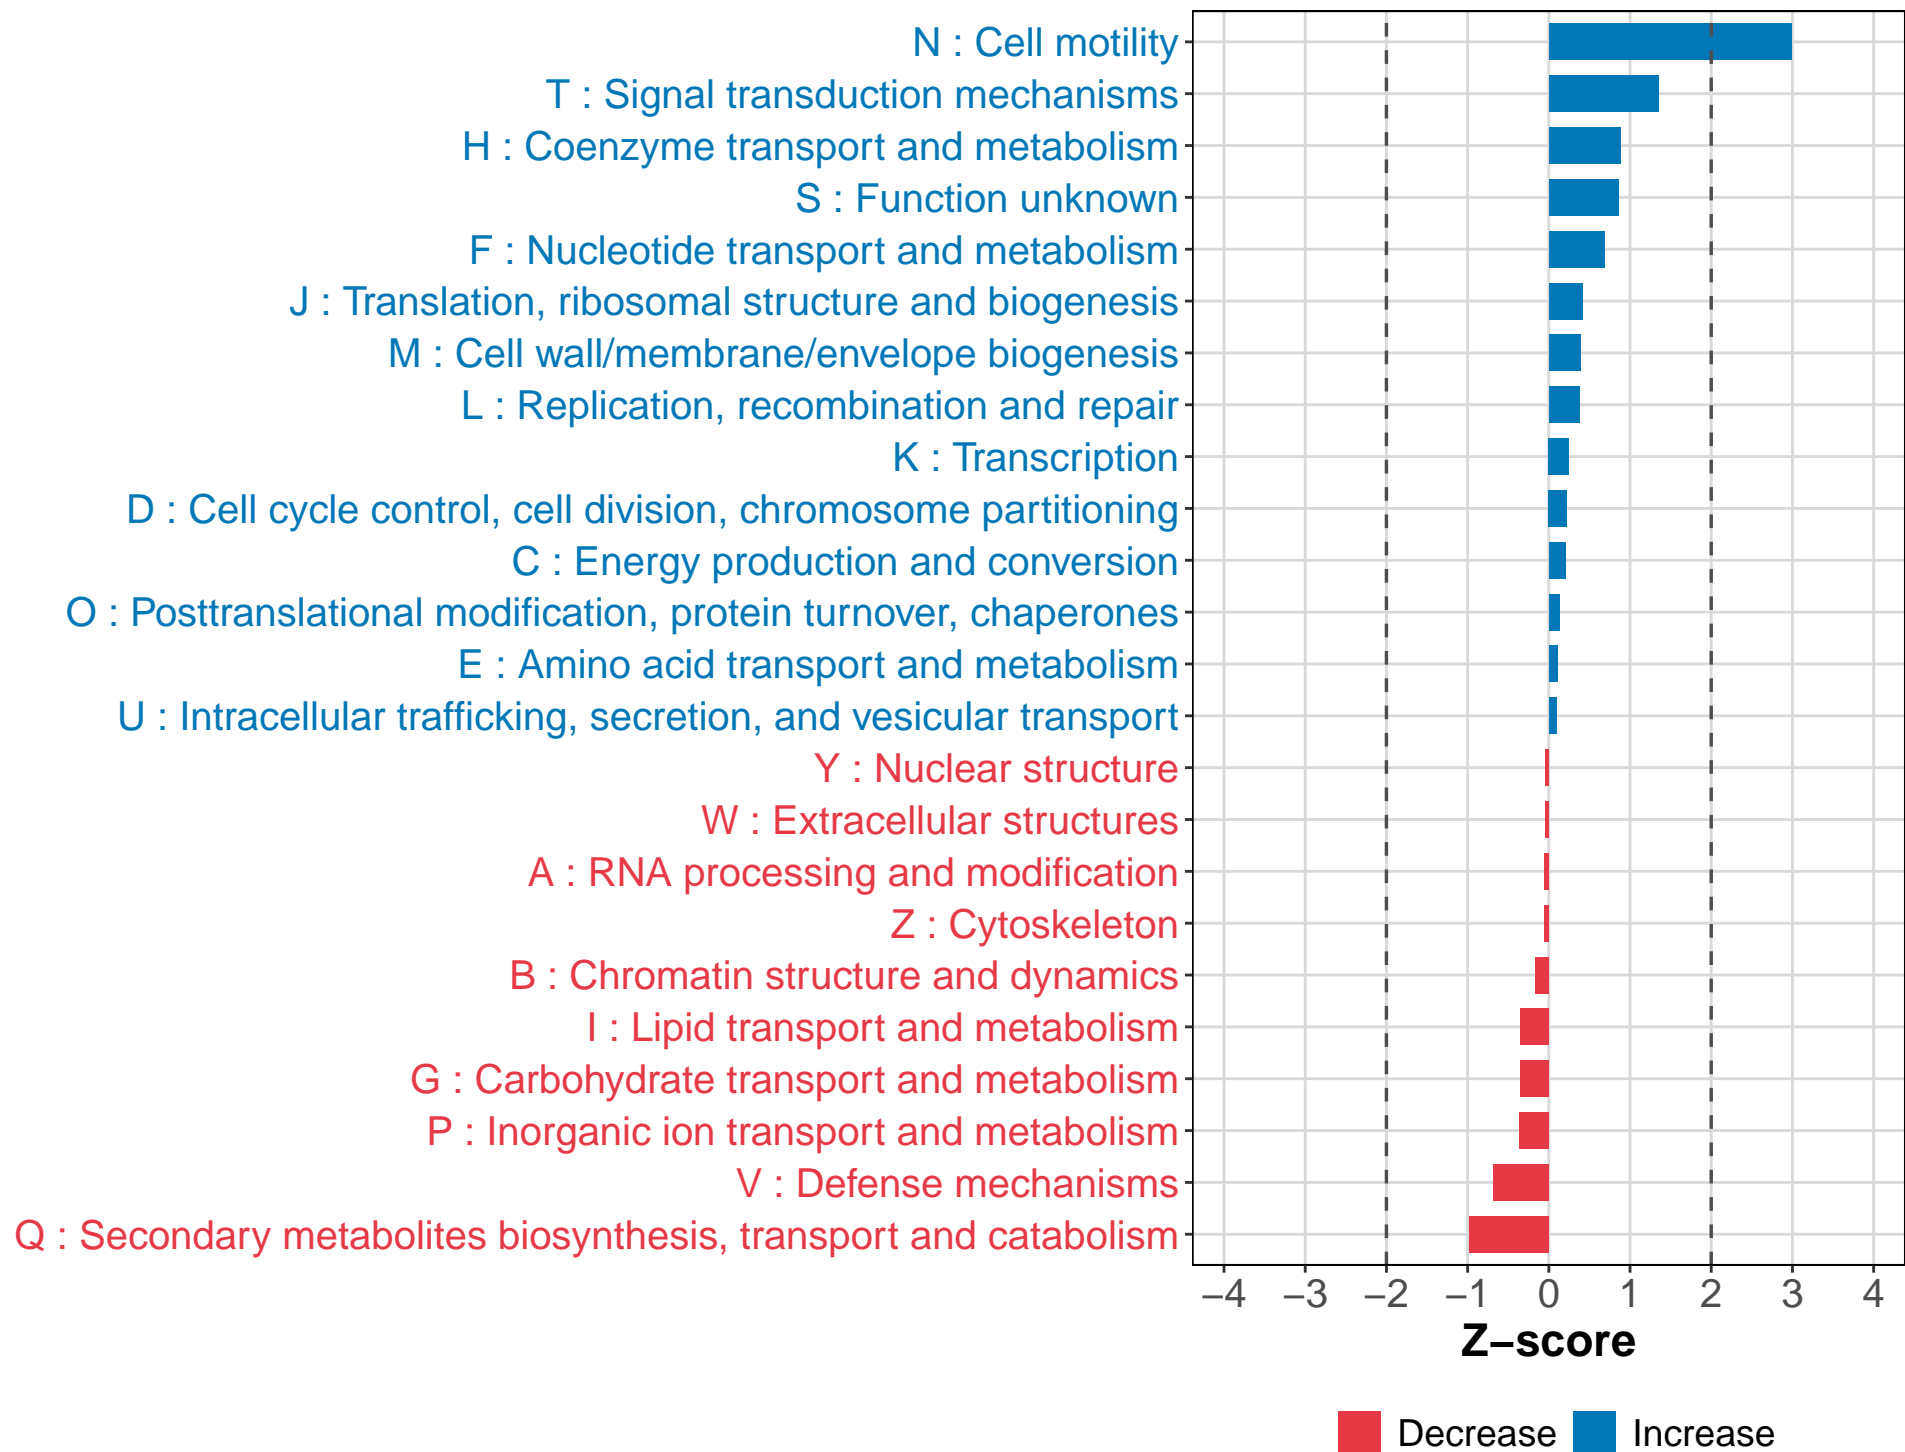 N : Cell motility
T : Signal transduction mechanisms
H : Coenzyme transport and metabolism
S : Function unknown
F : Nucleotide transport and metabolism
J : Translation, ribosomal structure and biogenesis
M : Cell wall/membrane/envelope biogenesis
L : Replication, recombination and repair
K : Transcription
D : Cell cycle control, cell division, chromosome partitioning
C : Energy production and conversion
O : Posttranslational modification, protein turnover, chaperones
E : Amino acid transport and metabolism
U : Intracellular trafficking, secretion, and vesicular transport
Y : Nuclear structure
W : Extracellular structures
A : RNA processing and modification
Z : Cytoskeleton
B : Chromatin structure and dynamics
I : Lipid transport and metabolism
G : Carbohydrate transport and metabolism
P : Inorganic ion transport and metabolism
V : Defense mechanisms
Q : Secondary metabolites biosynthesis, transport and catabolism
−4 −3 −2 −1 0 1 2 3 4
Z−score
Decrease Increase